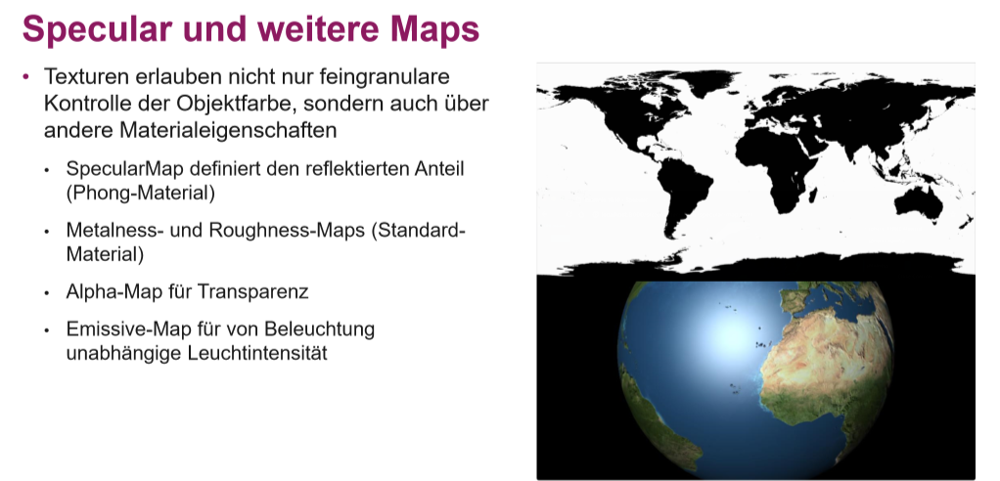 Specular und weitere Maps
• Texturen erlauben nicht nur feingranulare
Kontrolle der Objektfarbe, sondern auch über
andere Materialeigenschaften
• SpecularMap definiert den reflektierten Anteil
(Phong-Material)
• Metalness- und Roughness-Maps (Standard-
Material)
• Alpha-Map für Transparenz
• Emissive-Map für von Beleuchtung
unabhängige Leuchtintensität